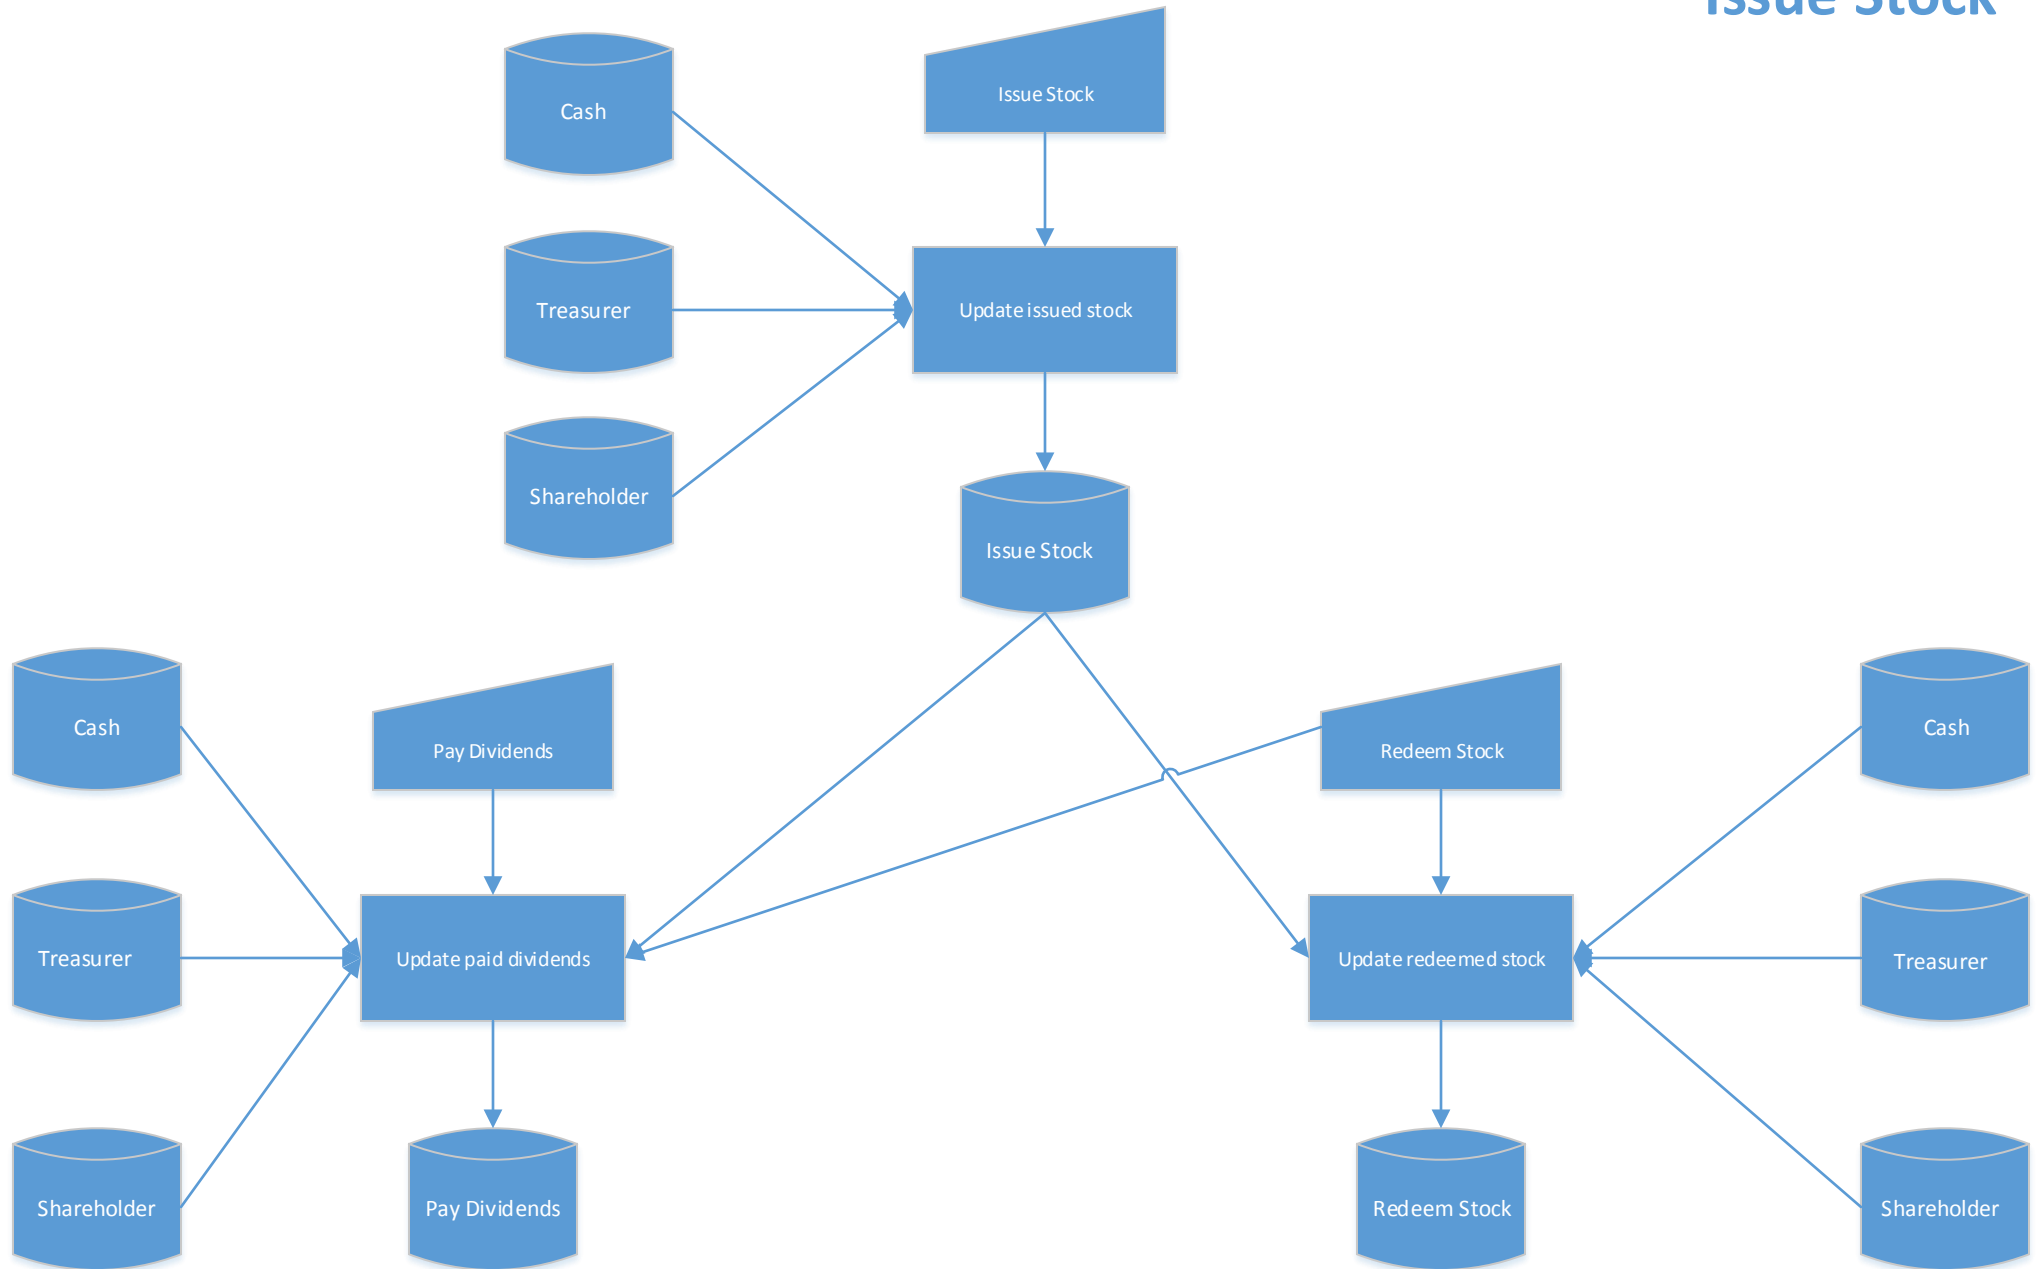 Issue Stock
Cash
Issue Stock
Treasurer
Update issued stock
Shareholder
Issue Stock
Cash
Pay Dividends
Redeem Stock
Cash
Treasurer
Update paid dividends
Update redeemed stock
Treasurer
Shareholder
Pay Dividends
Redeem Stock
Shareholder